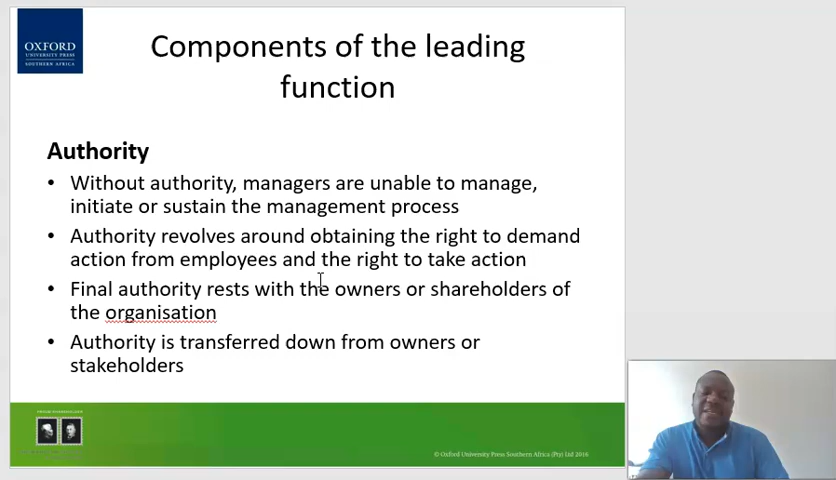 OXFORD
UNIVERSITY PRESS
SOUTHERN AFRICA
Components of the leading
function
Authority
• Without authority, managers are unable to manage,
initiate or sustain the management process
• Authority revolves around obtaining the right to demand
action from employees and the right to take action
• Final authority rests with the owners or shareholders of
the organisation
• Authority is transferred down from owners or
stakeholders
© Oxford University Press Southern Africa (Pty) Ltd 2016